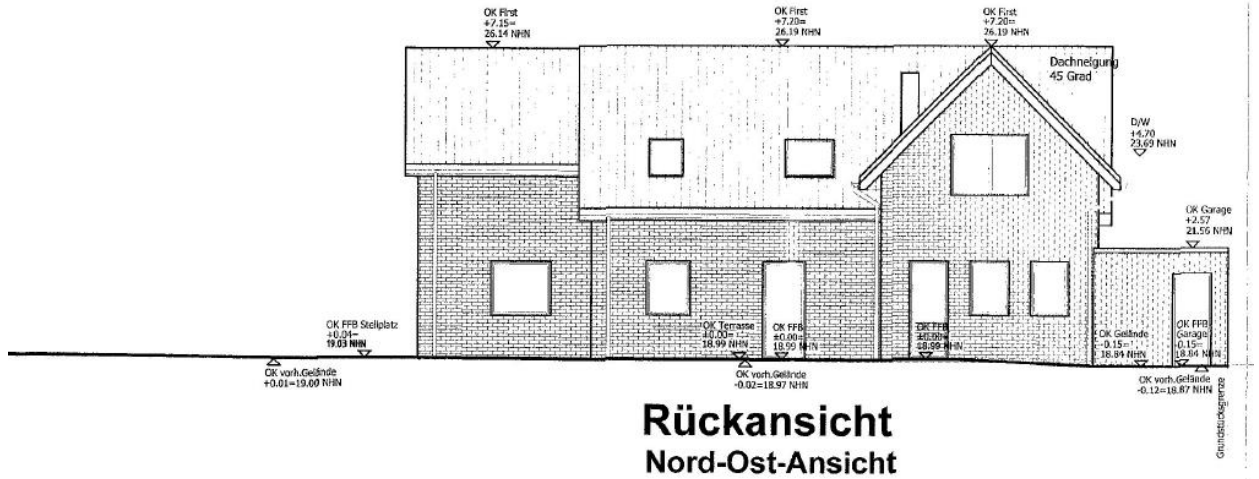 OK First
+7.15=
26.14 NHN
OK First
+7.20=
26.19 NHN
OK First
+7.20=
26.19 NHN
Dachneigung
45 Grad
D/W
+4.70
23.69 NHN
OK Garage
+2.57
21.56 NHN
OK FFB Stellplatz
+0.04=
19.03 NHN
OK Terrasse
+0.00=
18.99 NHN
OK FFB
+0.00=
18.99 NHN
OK FFB
+0.00=
18.99 NHN
OK Gelände
-0.15=
18.84 NHN
OK FFB
Garage
-0.15=
18.84 NHN
OK vorh.Gelände
+0.01=19.00 NHN
OK vorh.Gelände
-0.02=18.97 NHN
OK vorh.Gelände
-0.12=18.87 NHN
Grundstücksgrenze
Rückansicht
Nord-Ost-Ansicht